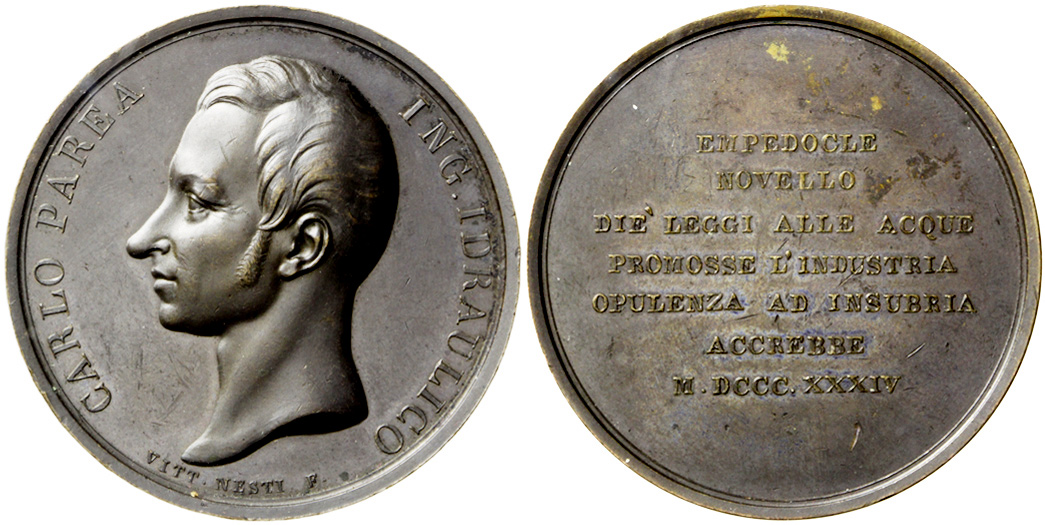 CARLO PAREA
ING. IDRAULICO
VITT. NESTI F.
EMPEDOCLE
NOVELLO
DIE' LEGGI ALLE ACQUE
PROMOSSE L'INDUSTRIA
OPULENZA AD INSUBRIA
ACCREBBE
M. DCCC. XXXIV